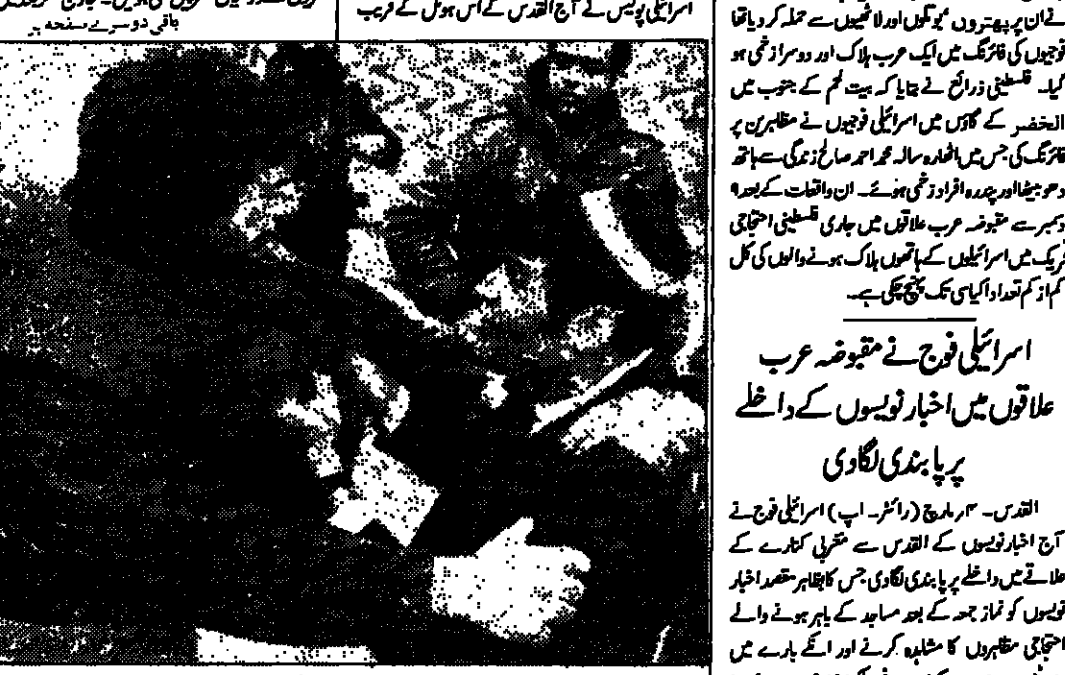 نے ان پر پتھروں، بوتلوں اور لاٹھیوں سے حملہ کر دیا تھا
فوجیوں کی فائرنگ میں ایک عرب ہلاک اور دوسرا زخمی ہو
گیا۔ فلسطینی ذرائع نے بتایا کہ بیت لحم کے جنوب میں
الخضر کے گاؤں میں اسرائیلی فوجیوں نے مظاہرین پر
فائرنگ کی جس میں اٹھارہ سالہ محمد احمد صالح زندگی سے ہاتھ
دھو بیٹھا اور پندرہ افراد زخمی ہوئے۔ ان واقعات کے بعد ۹
دسمبر سے مقبوضہ عرب علاقوں میں جاری فلسطینی احتجاجی
تحریک میں اسرائیلیوں کے ہاتھوں ہلاک ہونے والوں کی کل
کم از کم تعداد اکیاسی تک پہنچ چکی ہے۔
اسرائیلی فوج نے مقبوضہ عرب
علاقوں میں اخبار نویسوں کے داخلے
پر پابندی لگادی
القدس۔ ۴ر مارچ (رائٹر۔ اپ) اسرائیلی فوج نے
آج اخبار نویسوں کے القدس سے مغربی کنارے کے
علاقے میں داخلے پر پابندی لگادی جس کا بظاہر مقصد اخبار
نویسوں کو نماز جمعہ کے بعد مساجد کے باہر ہونے والے
احتجاجی مظاہروں کا مشاہدہ کرنے اور انکے بارے میں
اسرائیلی پولیس نے آج القدس کے اس ہوٹل کے قریب
باقی دوسرے صفحہ پر